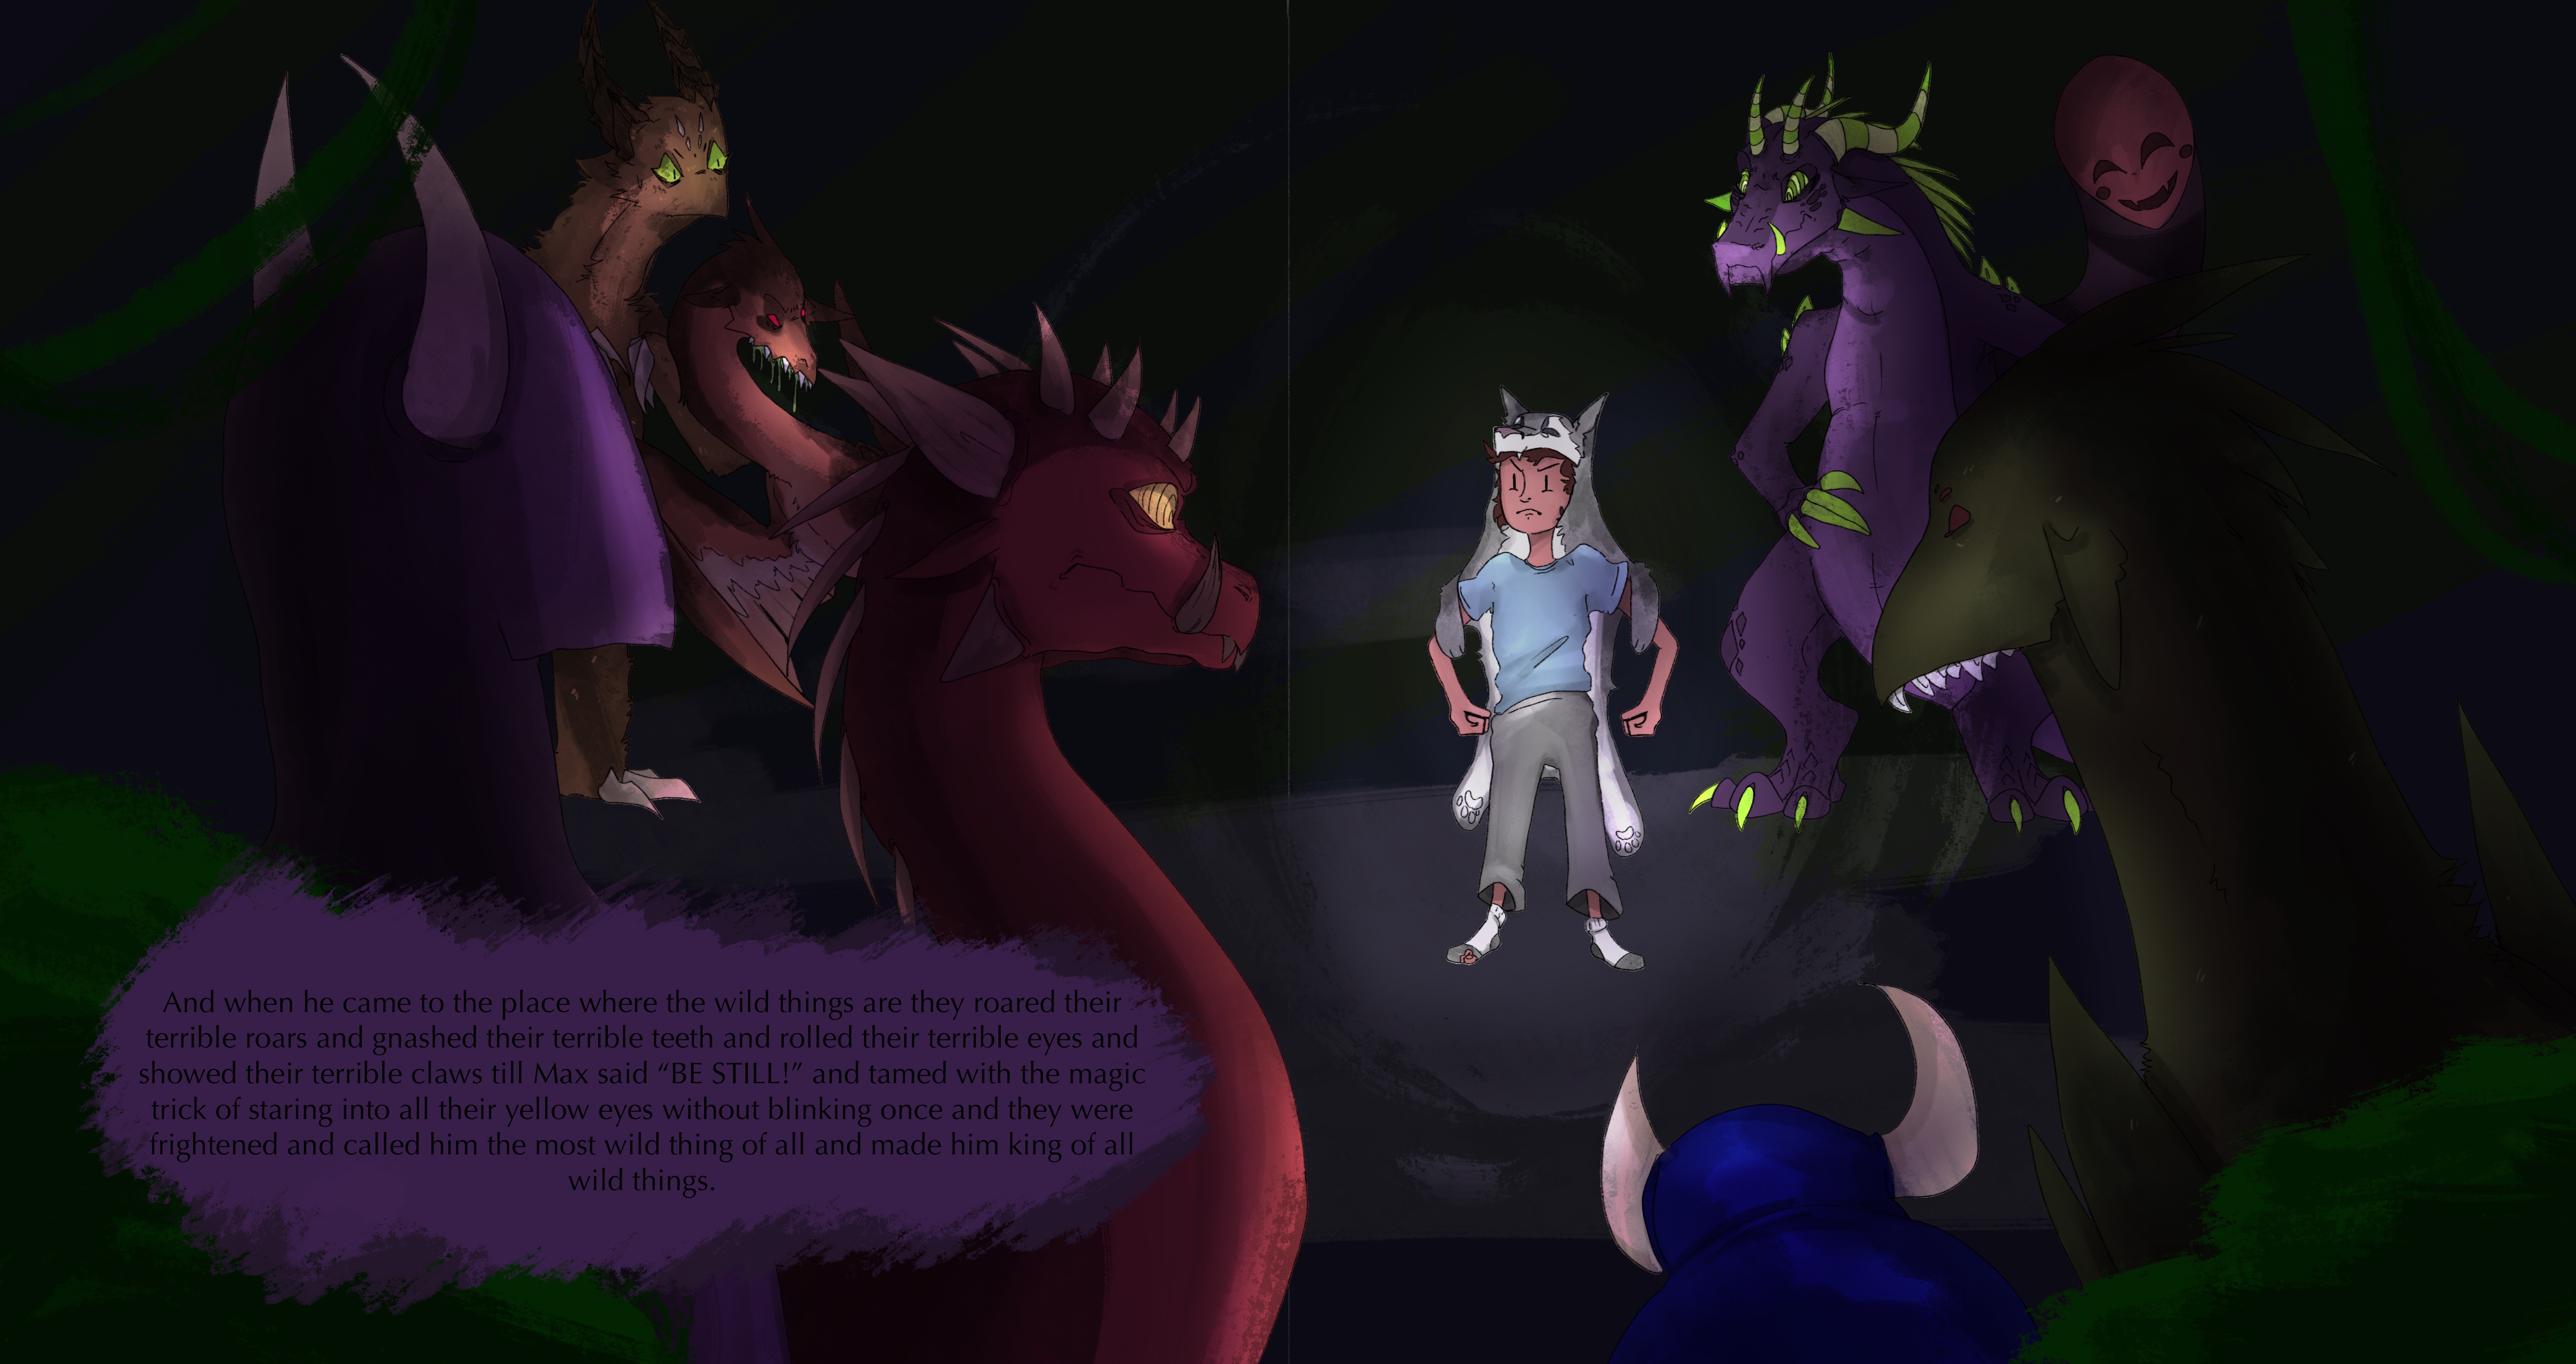 And when he came to the place where the wild things are they roared their
terrible roars and gnashed their terrible teeth and rolled their terrible eyes and
showed their terrible claws till Max said “BE STILL!” and tamed with the magic
trick of staring into all their yellow eyes without blinking once and they were
frightened and called him the most wild thing of all and made him king of all
wild things.